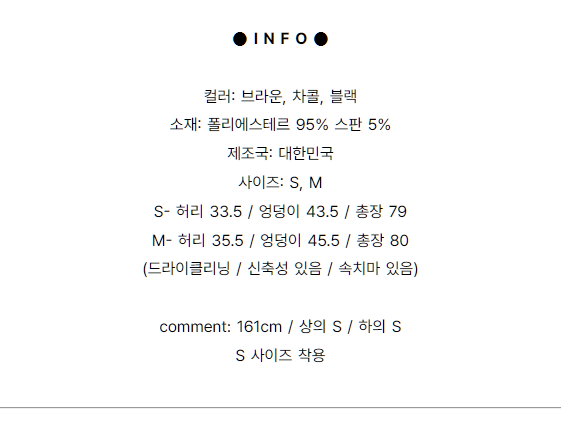 ● I N F O ●
컬러: 브라운, 차콜, 블랙
소재: 폴리에스테르 95% 스판 5%
제조국: 대한민국
사이즈: S, M
S- 허리 33.5 / 엉덩이 43.5 / 총장 79
M- 허리 35.5 / 엉덩이 45.5 / 총장 80
(드라이클리닝 / 신축성 있음 / 속치마 있음)
comment: 161cm / 상의 S / 하의 S
S 사이즈 착용